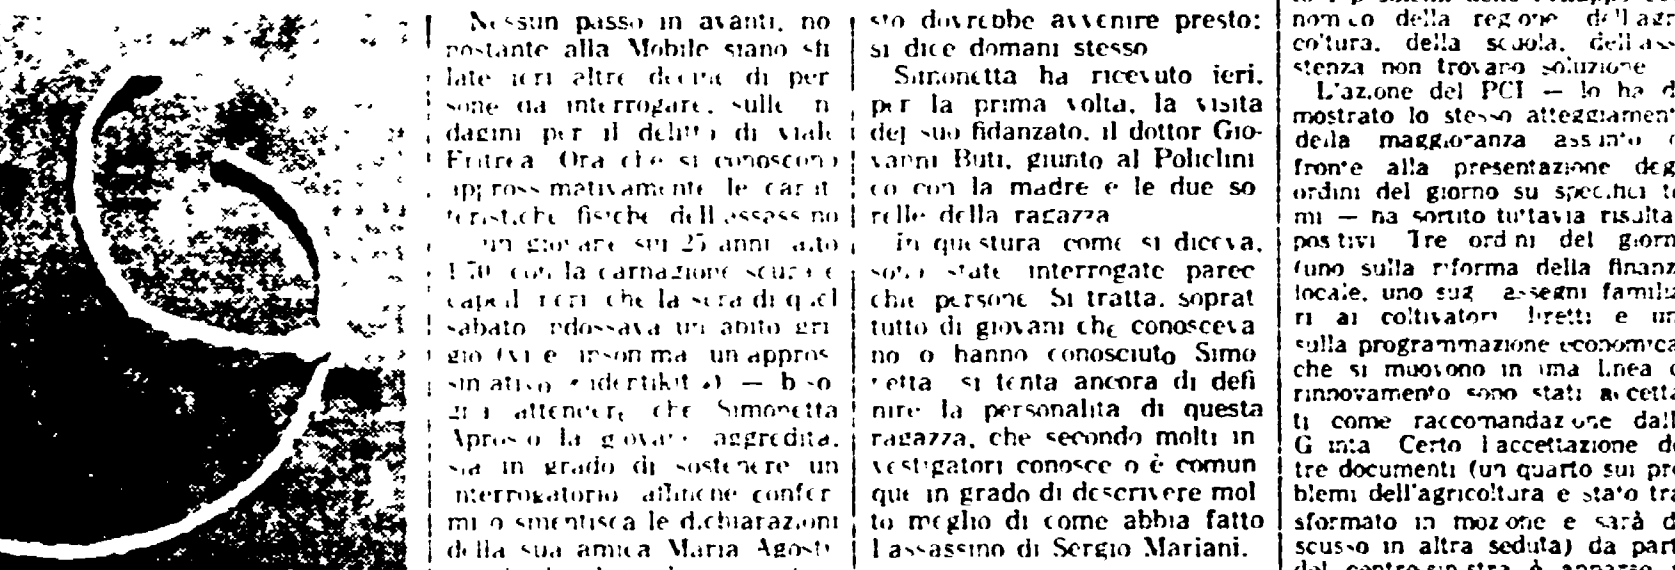 Nessun passo in avanti, no
nostante alla Mobile siano sfi
late ieri altre decine di per
sone da interrogare, sulle in
dagini per il delitto di viale
Eritrea Ora che si conoscono
approssimativamente le carat
teristiche fisiche dell assassino
un giovane sui 25 anni alto
1 70 con la carnazione scura e
capelli neri che la sera di quel
sabato indossava un abito gri
gio (vi è insomma un appros
simativo «identikit») — biso
gna attendere che Simonetta
Aprosio la giovane aggredita,
sia in grado di sostenere un
interrogatorio affinche confer
mi o smentisca le dichiarazioni
della sua amica Maria Agosti
sto dovrebbe avvenire presto:
si dice domani stesso
Simonetta ha ricevuto ieri,
per la prima volta, la visita
del suo fidanzato, il dottor Gio-
vanni Buti, giunto al Policlini
co con la madre e le due so
relle della ragazza
In questura come si diceva,
sono state interrogate parec
chie persone Si tratta, soprat
tutto di giovani che conosceva
no o hanno conosciuto Simo
netta si tenta ancora di defi
nire la personalita di questa
ragazza, che secondo molti in
vestigatori conosce o è comun
que in grado di descrivere mol
to meglio di come abbia fatto
l assassino di Sergio Mariani.
nomico della regione dell'agri
coltura, della scuola, dell'ass
stenza non trovano soluzione
L'azione del PCI — lo ha d
mostrato lo stesso atteggiament
della maggioranza assunto
fronte alla presentazione deg
ordini del giorno su specifici te
mi — ha sortito tuttavia risulta
positivi Tre ordini del giorn
(uno sulla riforma della finanz
locale, uno sugli assegni famili
ri ai coltivatori diretti e un
sulla programmazione economica
che si muovono in una linea
rinnovamento sono stati accetta
ti come raccomandazione dall
Giunta Certo l accettazione de
tre documenti (un quarto sui pro
blemi dell'agricoltura e stato tra
sformato in mozione e sarà d
scusso in altra seduta) da part